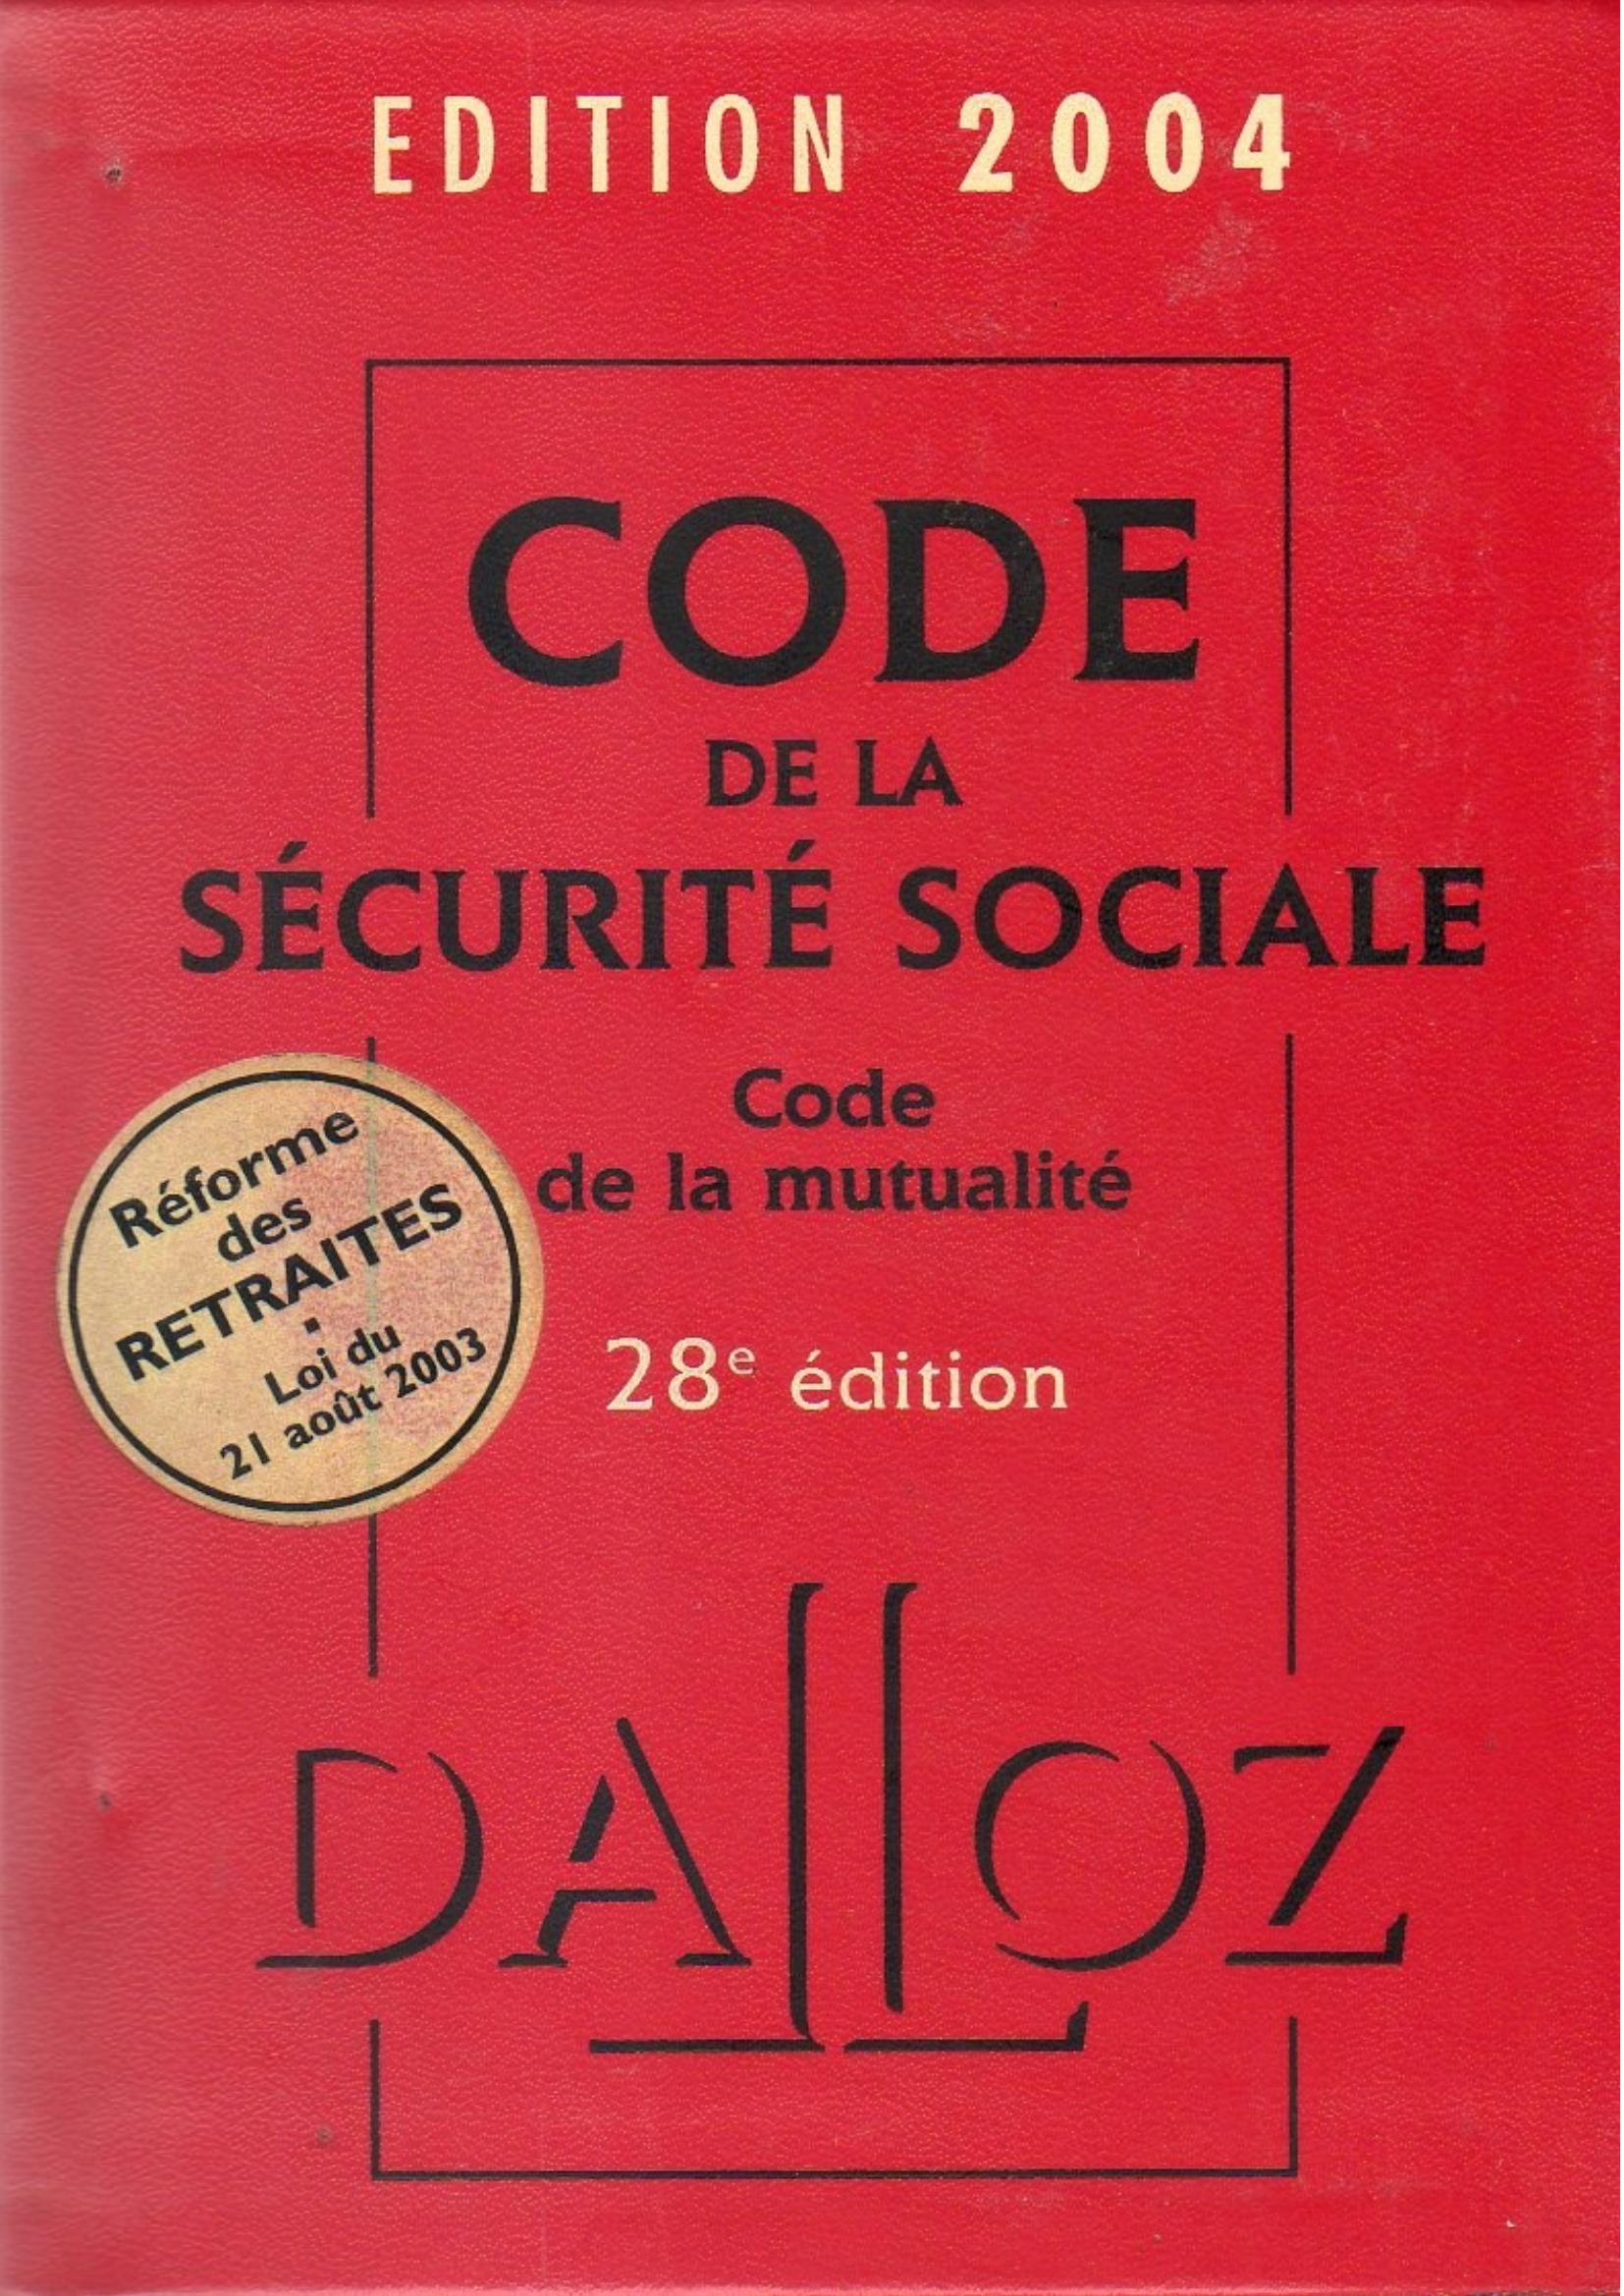 EDITION 2004
CODE
DE LA
SÉCURITÉ SOCIALE
Code
de la mutualité
Réforme
des
RETRAITES
▪
Loi du
21 août 2003
28e édition
DALLOZ